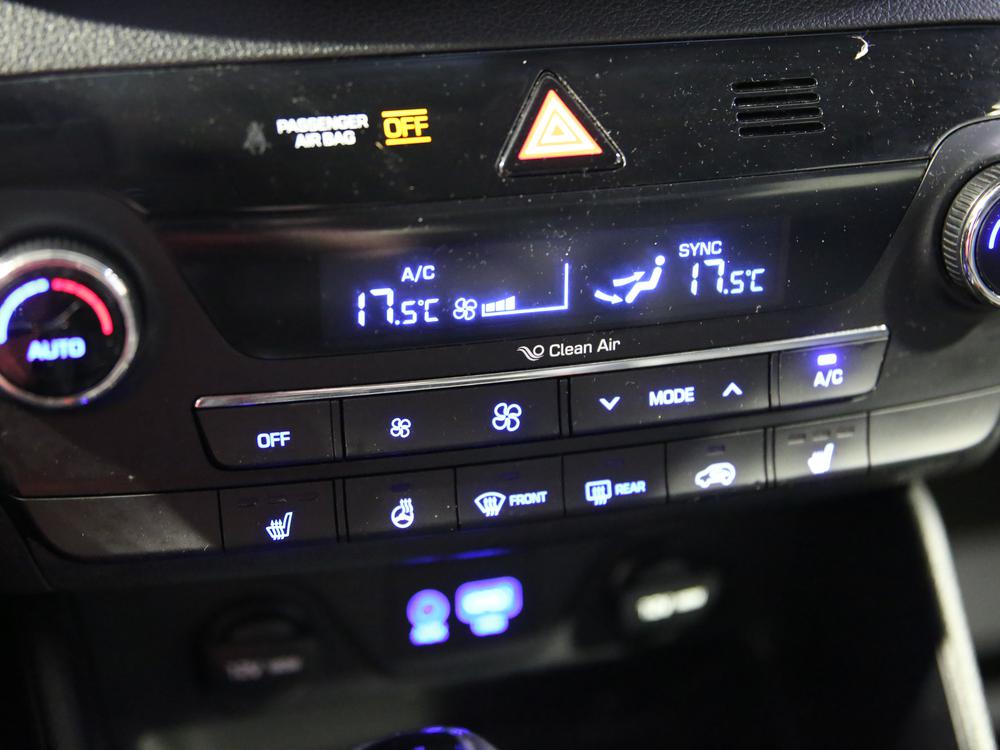 PASSENGER
AIR BAG
OFF
A/C
SYNC
17.5°C
17.5°C
AUTO
Clean Air
OFF
MODE
A/C
FRONT
REAR